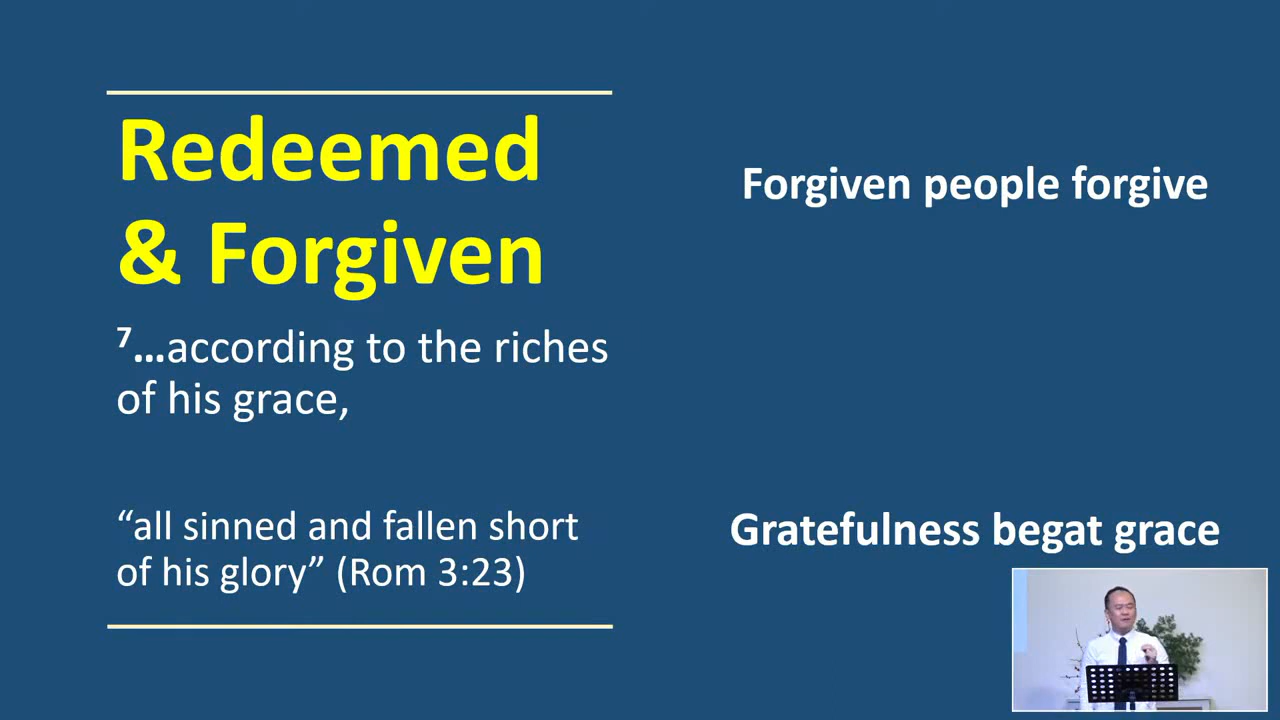 Redeemed
& Forgiven
⁷...according to the riches
of his grace,
“all sinned and fallen short
of his glory” (Rom 3:23)
Forgiven people forgive
Gratefulness begat grace